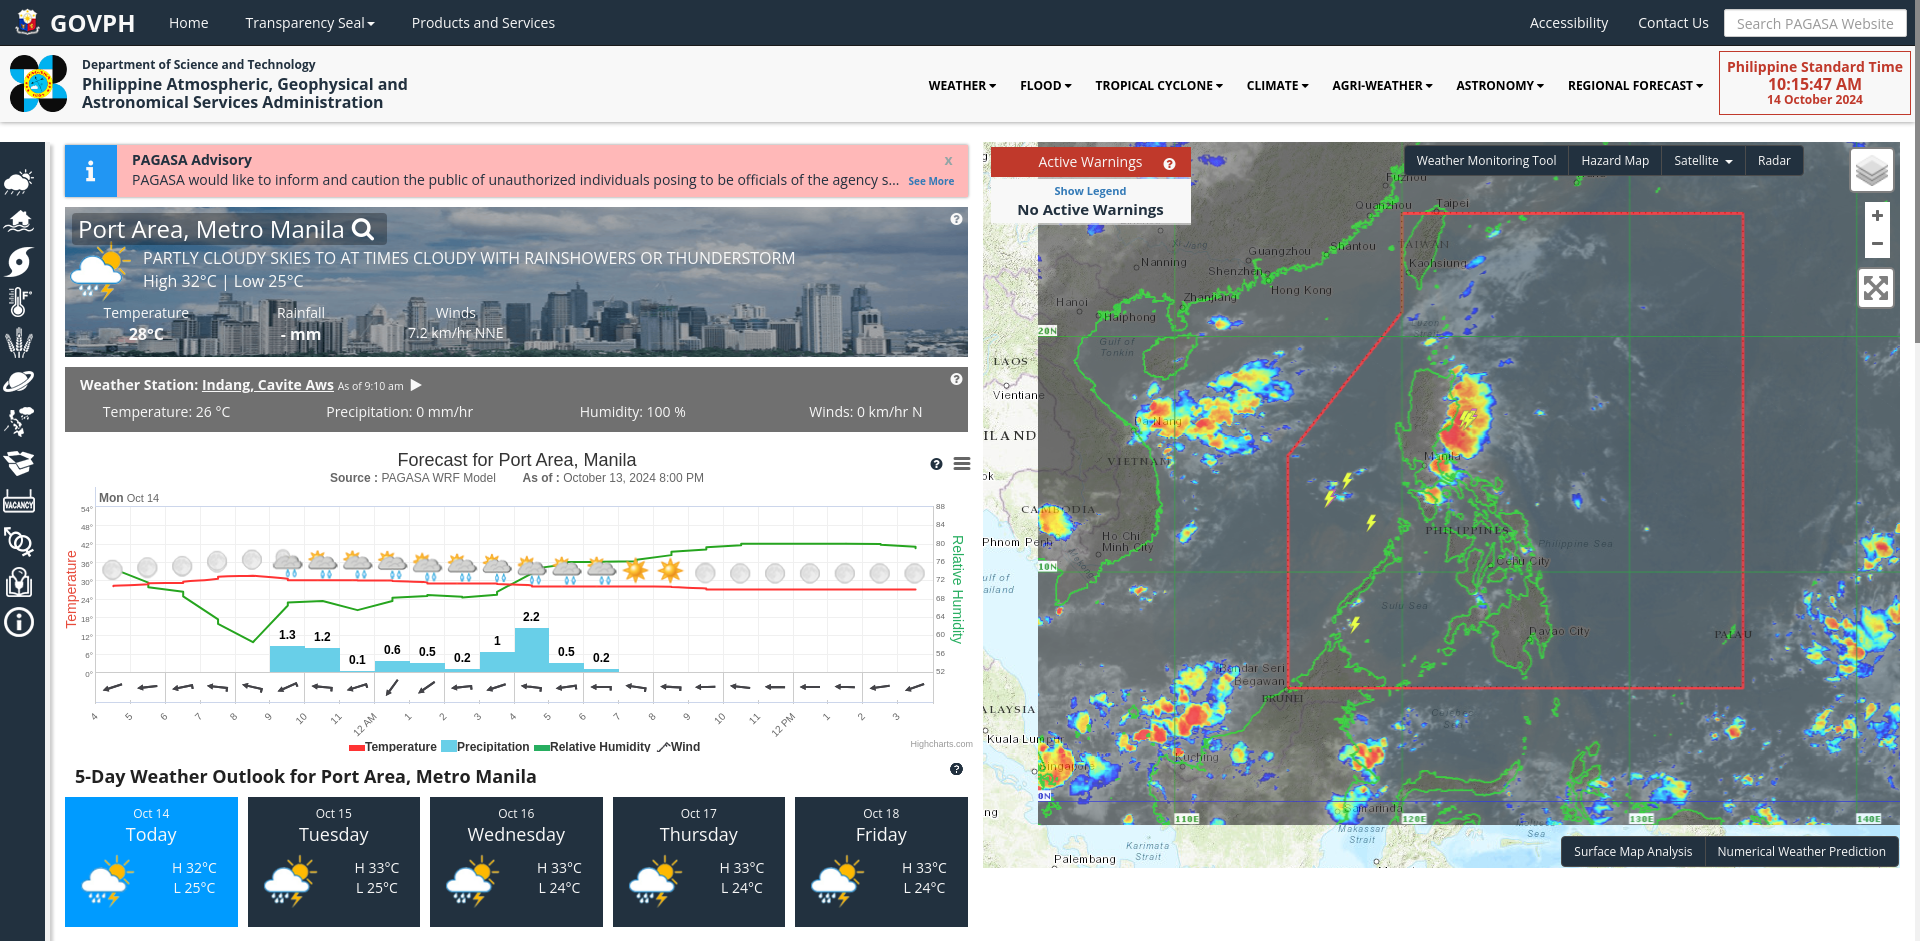 GOVPH
Home
Transparency Seal
Products and Services
Accessibility
Contact Us
Search PAGASA Website
Department of Science and Technology
Philippine Atmospheric, Geophysical and
Astronomical Services Administration
WEATHER
FLOOD
TROPICAL CYCLONE
CLIMATE
AGRI-WEATHER
ASTRONOMY
REGIONAL FORECAST
Philippine Standard Time
10:15:47 AM
14 October 2024
VACANCY
PAGASA Advisory
x
PAGASA would like to inform and caution the public of unauthorized individuals posing to be officials of the agency s... See More
Port Area, Metro Manila
PARTLY CLOUDY SKIES TO AT TIMES CLOUDY WITH RAINSHOWERS OR THUNDERSTORM
High 32°C | Low 25°C
Temperature
28°C
Rainfall
- mm
Winds
7.2 km/hr NNE
Weather Station: Indang, Cavite Aws As of 9:10 am
Temperature: 26 °C
Precipitation: 0 mm/hr
Humidity: 100 %
Winds: 0 km/hr N
Forecast for Port Area, Manila
Source : PAGASA WRF Model As of : October 13, 2024 8:00 PM
Mon Oct 14
54°
48°
42°
36°
30°
24°
18°
12°
6°
0°
Temperature
88
84
80
76
72
68
64
60
56
52
Relative Humidity
1.3
1.2
0.1
0.6
0.5
0.2
1
2.2
0.5
0.2
4 5 6 7 8 9 10 11 12 AM 1 2 3 4 5 6 7 8 9 10 11 12 PM 1 2 3
Temperature Precipitation Relative Humidity Wind
Highcharts.com
5-Day Weather Outlook for Port Area, Metro Manila
Oct 14
Today
H 32°C
L 25°C
Oct 15
Tuesday
H 33°C
L 25°C
Oct 16
Wednesday
H 33°C
L 24°C
Oct 17
Thursday
H 33°C
L 24°C
Oct 18
Friday
H 33°C
L 24°C
Active Warnings
Show Legend
No Active Warnings
Weather Monitoring Tool
Hazard Map
Satellite
Radar
+
−
Fuzhou
Quanzhou
Taipei
Xi Jiang
Guangzhou
Shantou
TAIWAN
Nanning
Shenzhen
Kaohsiung
Hong Kong
Zhanjiang
Hanoi
Haiphong
20N
Gulf of
Tonkin
LAOS
Vientiane
Da Nang
ILAND
VIETNAM
Manila
ok
CAMBODIA
Phnom Penh
Ho Chi
Minh City
PHILIPPINES
Philippine Sea
Cebu City
10N
ulf of
ailand
Sulu Sea
Davao City
PALAU
Bandar Seri
Begawan
BRUNEI
ALAYSIA
Kuala Lumpur
Kuching
Singapore
0N
Samarinda
ng
110E
120E
130E
140E
Makassar
Strait
Sea
Karimata
Strait
Palembang
Surface Map Analysis
Numerical Weather Prediction